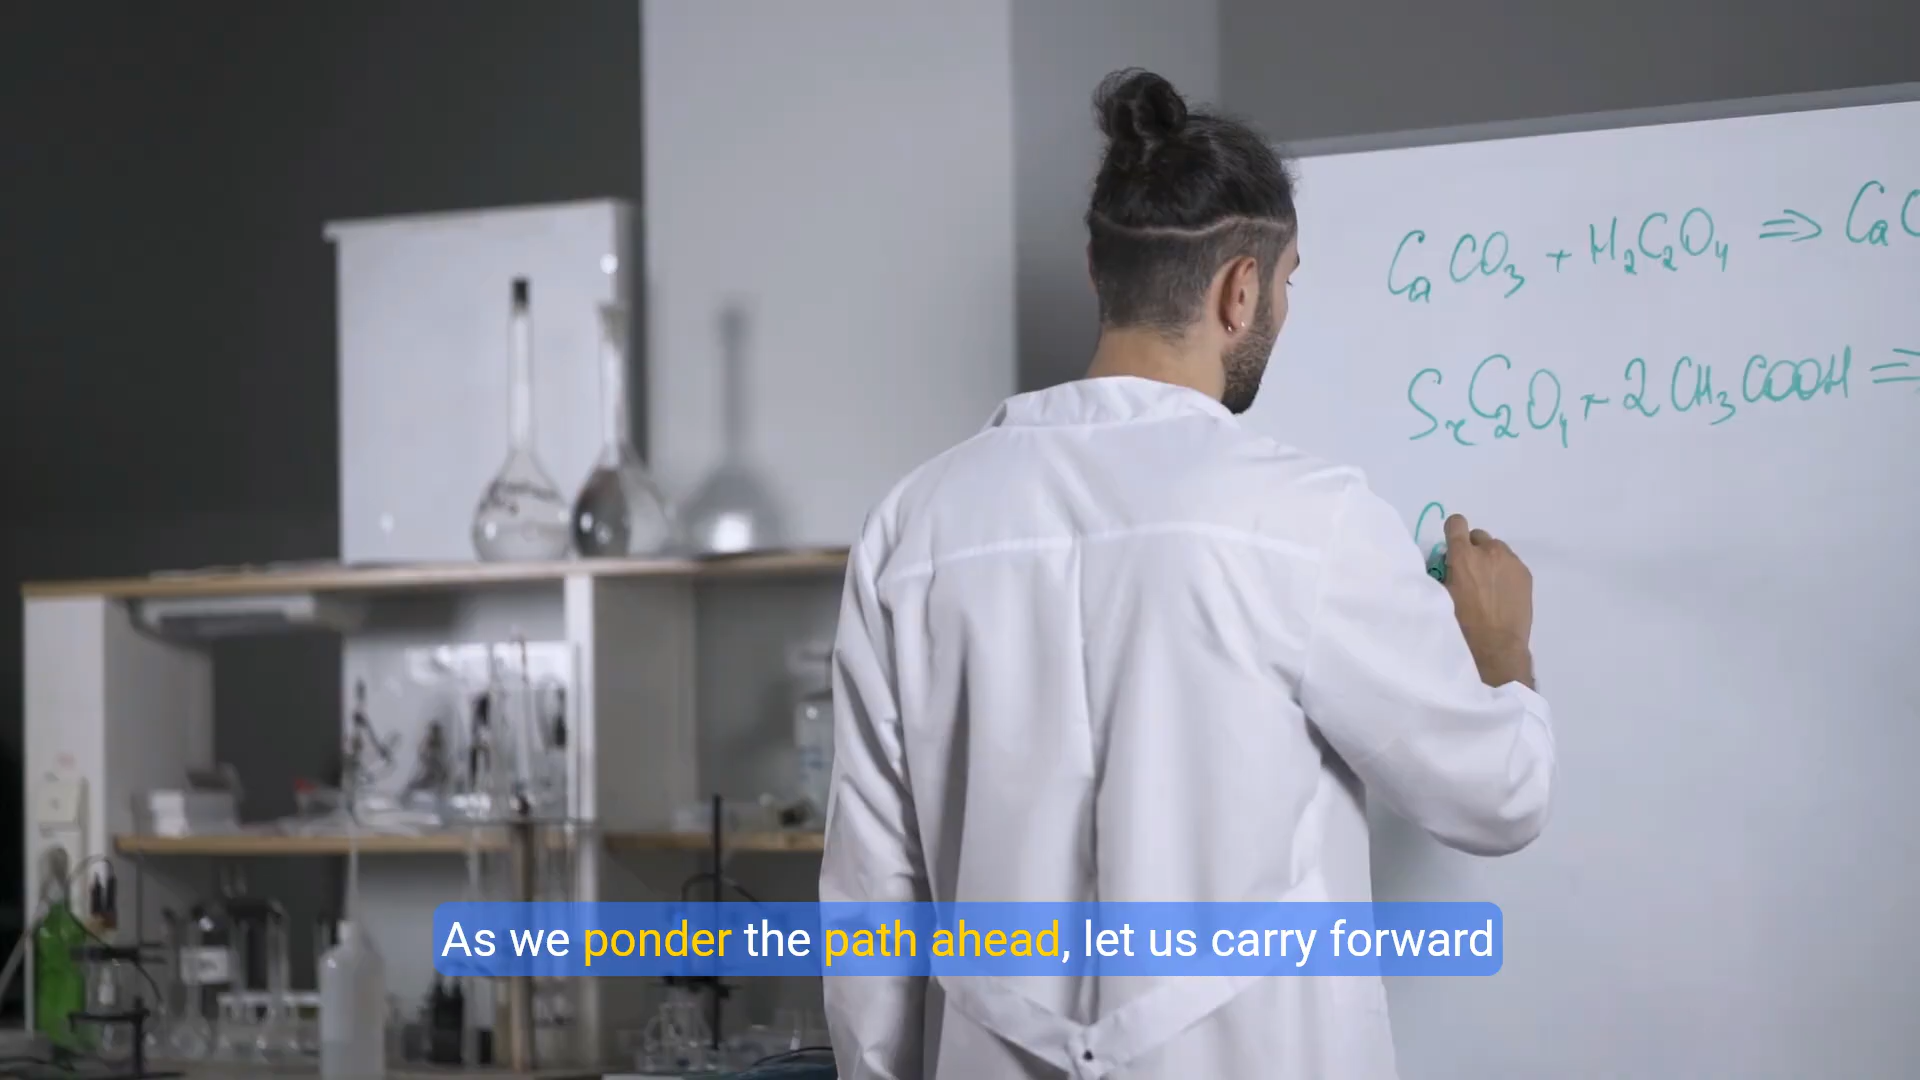 CaCO₃ + H₂C₂O₄ ⇒ CaC
SrC₂O₄ + 2CH₃COOH ⇒
C
As we ponder the path ahead, let us carry forward